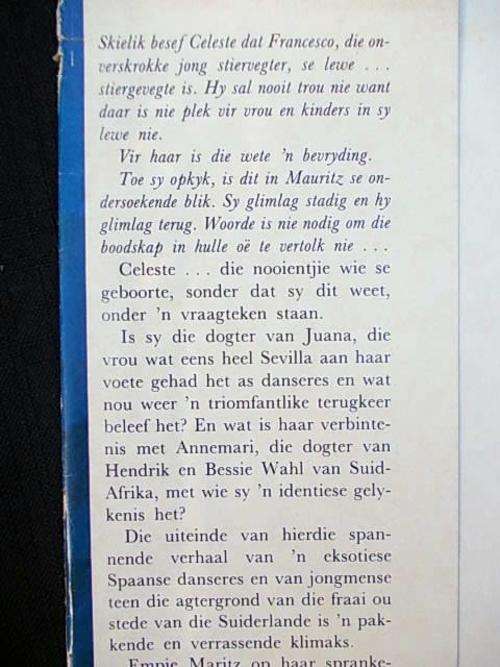 Skielik besef Celeste dat Francesco, die on-
verskrokke jong stiervegter, se lewe . . .
stiergevegte is. Hy sal nooit trou nie want
daar is nie plek vir vrou en kinders in sy
lewe nie.
Vir haar is die wete 'n bevryding.
Toe sy opkyk, is dit in Mauritz se on-
dersoekende blik. Sy glimlag stadig en hy
glimlag terug. Woorde is nie nodig om die
boodskap in hulle oë te vertolk nie . . .
Celeste . . . die nooientjie wie se
geboorte, sonder dat sy dit weet,
onder 'n vraagteken staan.
Is sy die dogter van Juana, die
vrou wat eens heel Sevilla aan haar
voete gehad het as danseres en wat
nou weer 'n triomfantlike terugkeer
beleef het? En wat is haar verbinte-
nis met Annemari, die dogter van
Hendrik en Bessie Wahl van Suid-
Afrika, met wie sy 'n identiese gely-
kenis het?
Die uiteinde van hierdie span-
nende verhaal van 'n eksotiese
Spaanse danseres en van jongmense
teen die agtergrond van die fraai ou
stede van die Suiderlande is 'n pak-
kende en verrassende klimaks.
Empie Maritz op haar spranke-